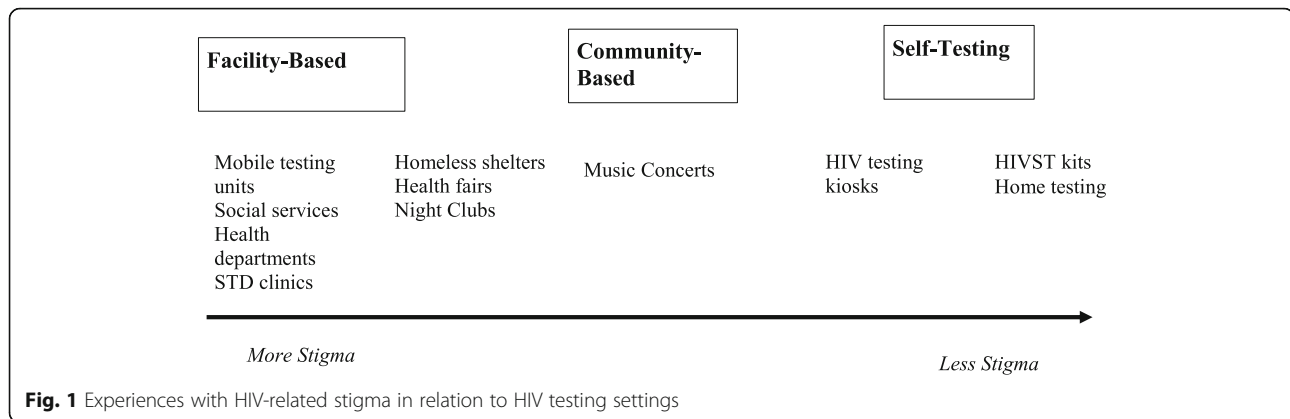 Facility-Based
Community-
Based
Self-Testing
Mobile testing
units
Social services
Health
departments
STD clinics
Homeless shelters
Health fairs
Night Clubs
Music Concerts
HIV testing
kiosks
HIVST kits
Home testing
More Stigma
Less Stigma
Fig. 1 Experiences with HIV-related stigma in relation to HIV testing settings